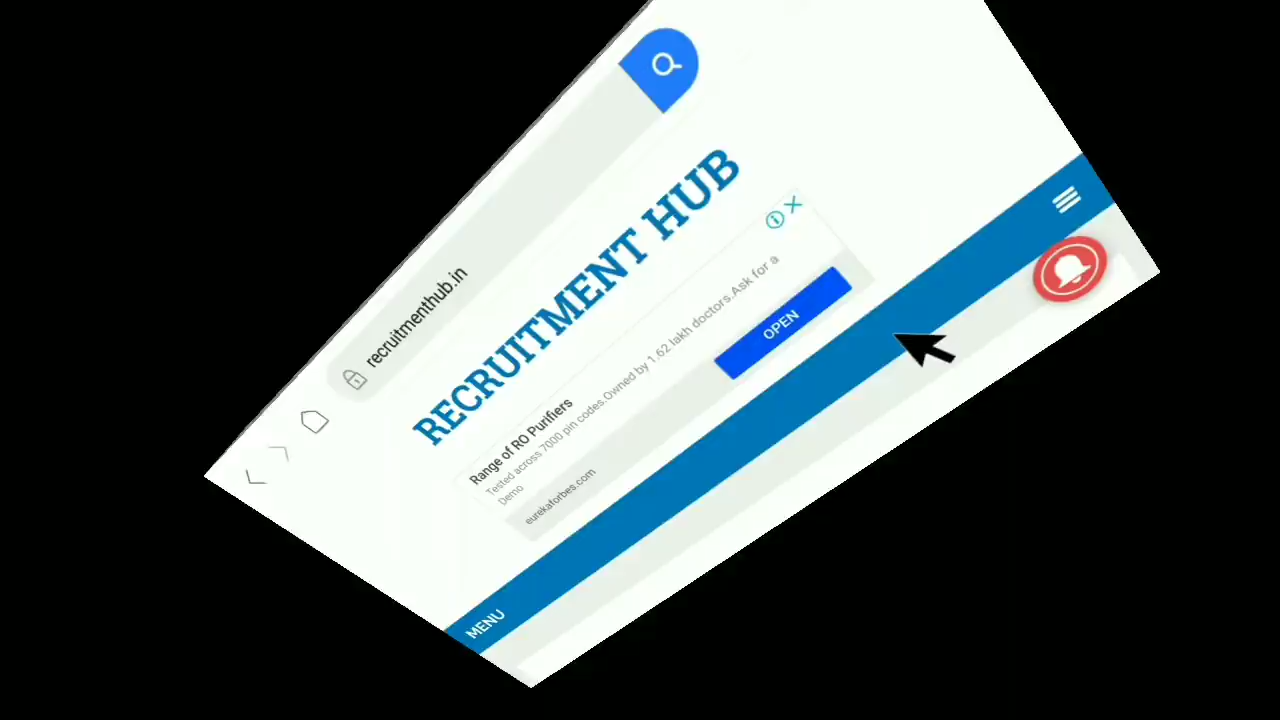 recruitmenthub.in
RECRUITMENT HUB
Range of RO Purifiers
Tested across 7000 pin codes.Owned by 1.62 lakh doctors.Ask for a
Demo
eurekaforbes.com
OPEN
MENU